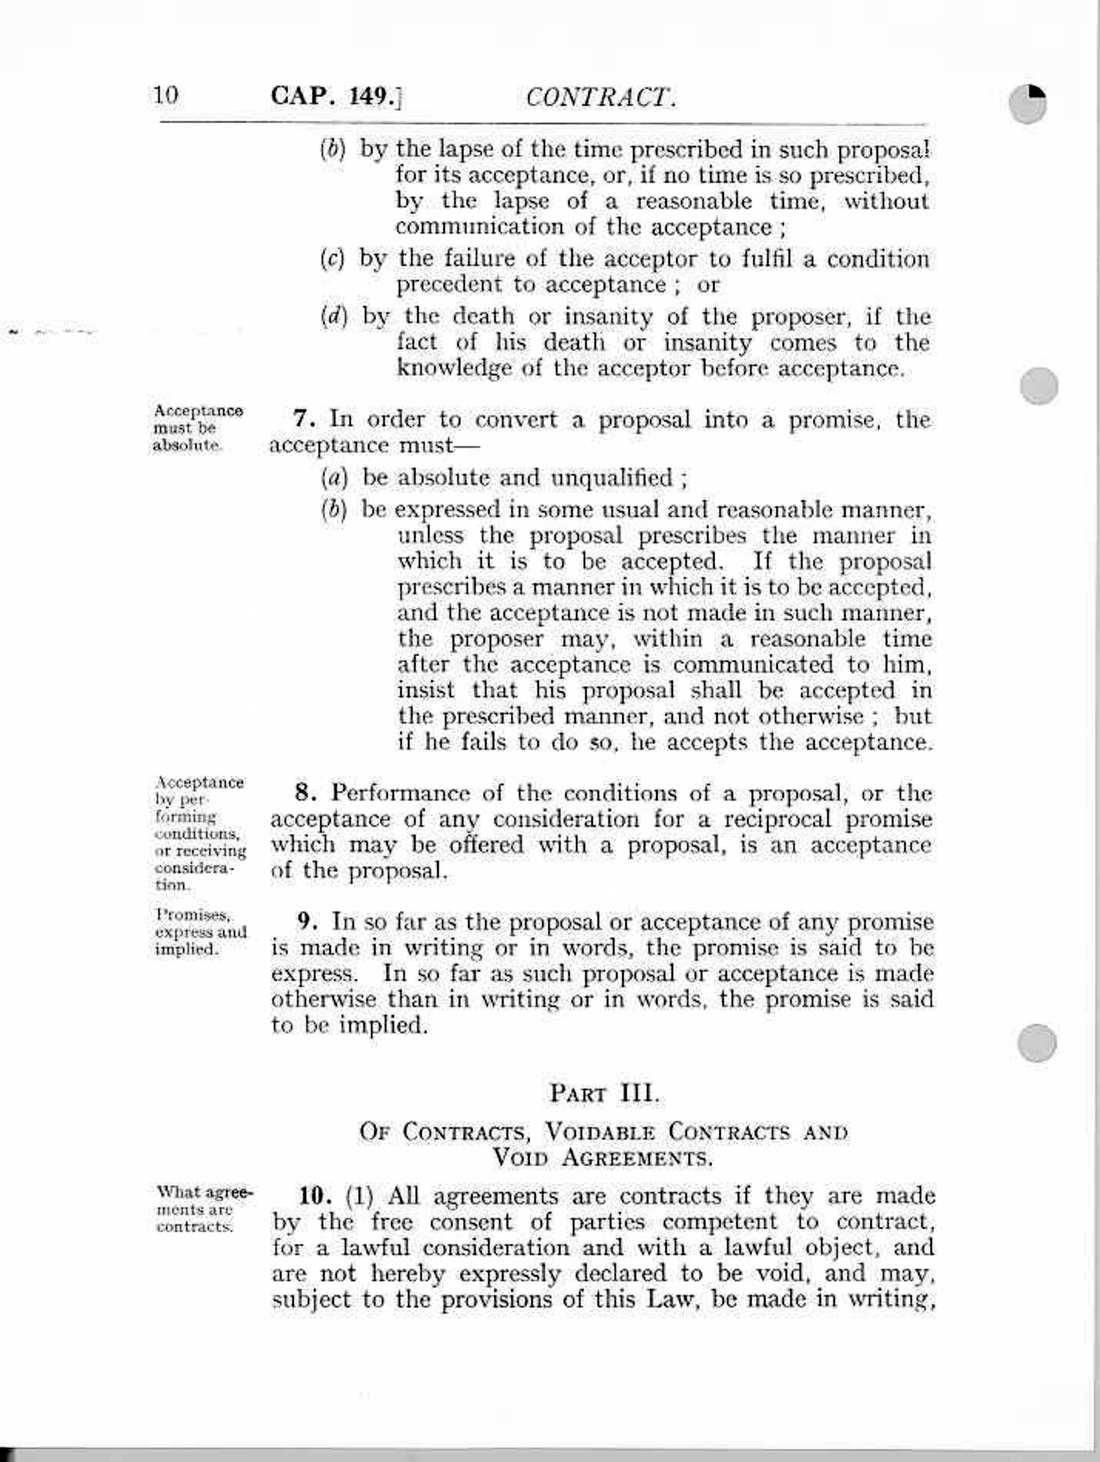 10 CAP. 149.] CONTRACT.
(b) by the lapse of the time prescribed in such proposal
for its acceptance, or, if no time is so prescribed,
by the lapse of a reasonable time, without
communication of the acceptance ;
(c) by the failure of the acceptor to fulfil a condition
precedent to acceptance ; or
(d) by the death or insanity of the proposer, if the
fact of his death or insanity comes to the
knowledge of the acceptor before acceptance.
Acceptance
must be
absolute.
7. In order to convert a proposal into a promise, the
acceptance must—
(a) be absolute and unqualified ;
(b) be expressed in some usual and reasonable manner,
unless the proposal prescribes the manner in
which it is to be accepted. If the proposal
prescribes a manner in which it is to be accepted,
and the acceptance is not made in such manner,
the proposer may, within a reasonable time
after the acceptance is communicated to him,
insist that his proposal shall be accepted in
the prescribed manner, and not otherwise ; but
if he fails to do so, he accepts the acceptance.
Acceptance
by per-
forming
conditions,
or receiving
considera-
tion.
8. Performance of the conditions of a proposal, or the
acceptance of any consideration for a reciprocal promise
which may be offered with a proposal, is an acceptance
of the proposal.
Promises,
express and
implied.
9. In so far as the proposal or acceptance of any promise
is made in writing or in words, the promise is said to be
express. In so far as such proposal or acceptance is made
otherwise than in writing or in words, the promise is said
to be implied.
PART III.
OF CONTRACTS, VOIDABLE CONTRACTS AND
VOID AGREEMENTS.
What agree-
ments are
contracts.
10. (1) All agreements are contracts if they are made
by the free consent of parties competent to contract,
for a lawful consideration and with a lawful object, and
are not hereby expressly declared to be void, and may,
subject to the provisions of this Law, be made in writing,